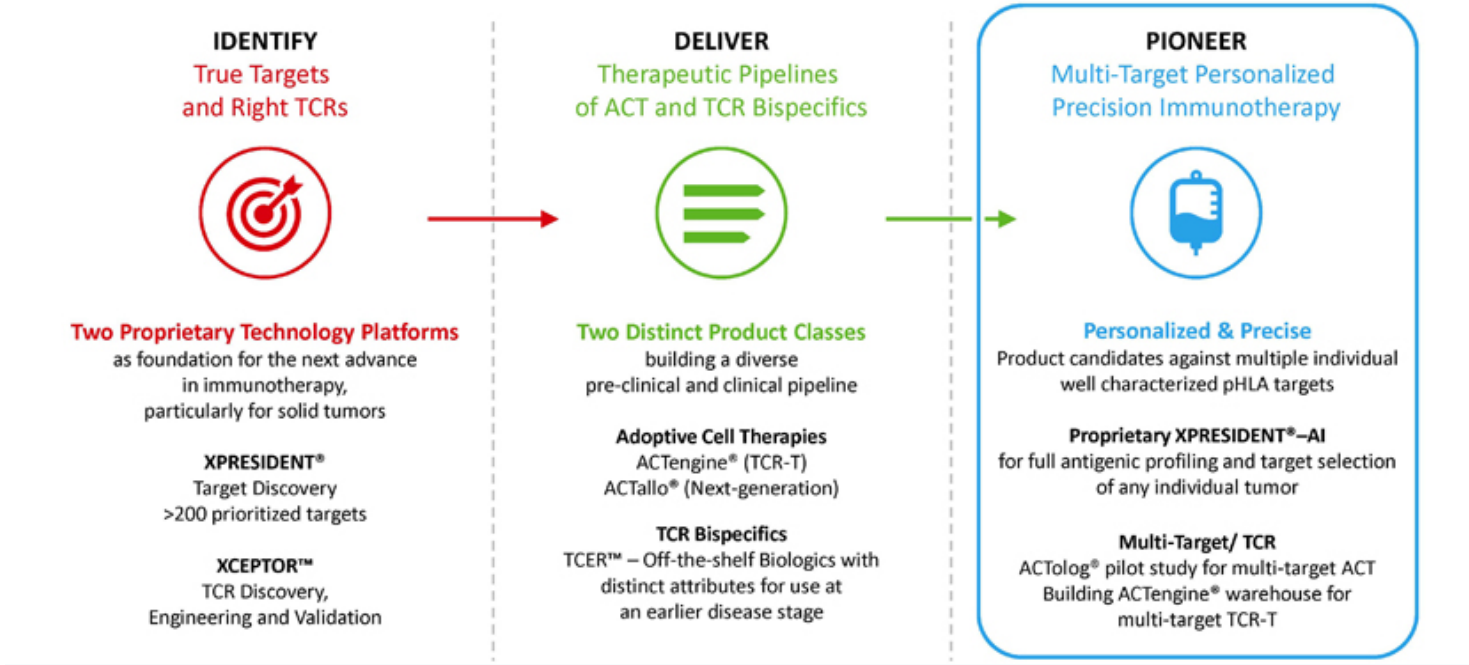 IDENTIFY
True Targets
and Right TCRs
Two Proprietary Technology Platforms
as foundation for the next advance
in immunotherapy,
particularly for solid tumors
XPRESIDENT®
Target Discovery
>200 prioritized targets
XCEPTOR™
TCR Discovery,
Engineering and Validation
DELIVER
Therapeutic Pipelines
of ACT and TCR Bispecifics
Two Distinct Product Classes
building a diverse
pre-clinical and clinical pipeline
Adoptive Cell Therapies
ACTengine® (TCR-T)
ACTallo® (Next-generation)
TCR Bispecifics
TCER™ – Off-the-shelf Biologics with
distinct attributes for use at
an earlier disease stage
PIONEER
Multi-Target Personalized
Precision Immunotherapy
Personalized & Precise
Product candidates against multiple individual
well characterized pHLA targets
Proprietary XPRESIDENT®–AI
for full antigenic profiling and target selection
of any individual tumor
Multi-Target/ TCR
ACTolog® pilot study for multi-target ACT
Building ACTengine® warehouse for
multi-target TCR-T